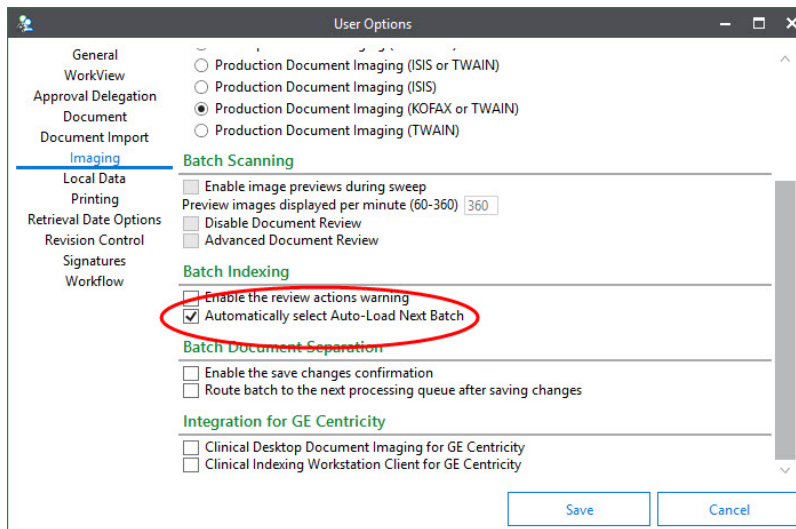 User Options
General
WorkView
Approval Delegation
Document
Document Import
Imaging
Local Data
Printing
Retrieval Date Options
Revision Control
Signatures
Workflow
Production Document Imaging (ISIS or TWAIN)
Production Document Imaging (ISIS)
Production Document Imaging (KOFAX or TWAIN)
Production Document Imaging (TWAIN)
Batch Scanning
Enable image previews during sweep
Preview images displayed per minute (60-360) 360
Disable Document Review
Advanced Document Review
Batch Indexing
Enable the review actions warning
Automatically select Auto-Load Next Batch
Batch Document Separation
Enable the save changes confirmation
Route batch to the next processing queue after saving changes
Integration for GE Centricity
Clinical Desktop Document Imaging for GE Centricity
Clinical Indexing Workstation Client for GE Centricity
Save
Cancel